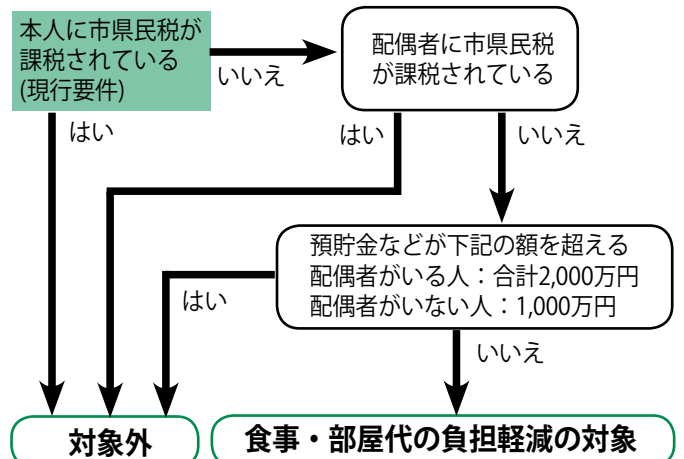 本人に市県民税が
課税されている
(現行要件)
いいえ
配偶者に市県民税
が課税されている
はい
はい
いいえ
預貯金などが下記の額を超える
配偶者がいる人：合計2,000万円
配偶者がいない人：1,000万円
はい
いいえ
対象外
食事・部屋代の負担軽減の対象